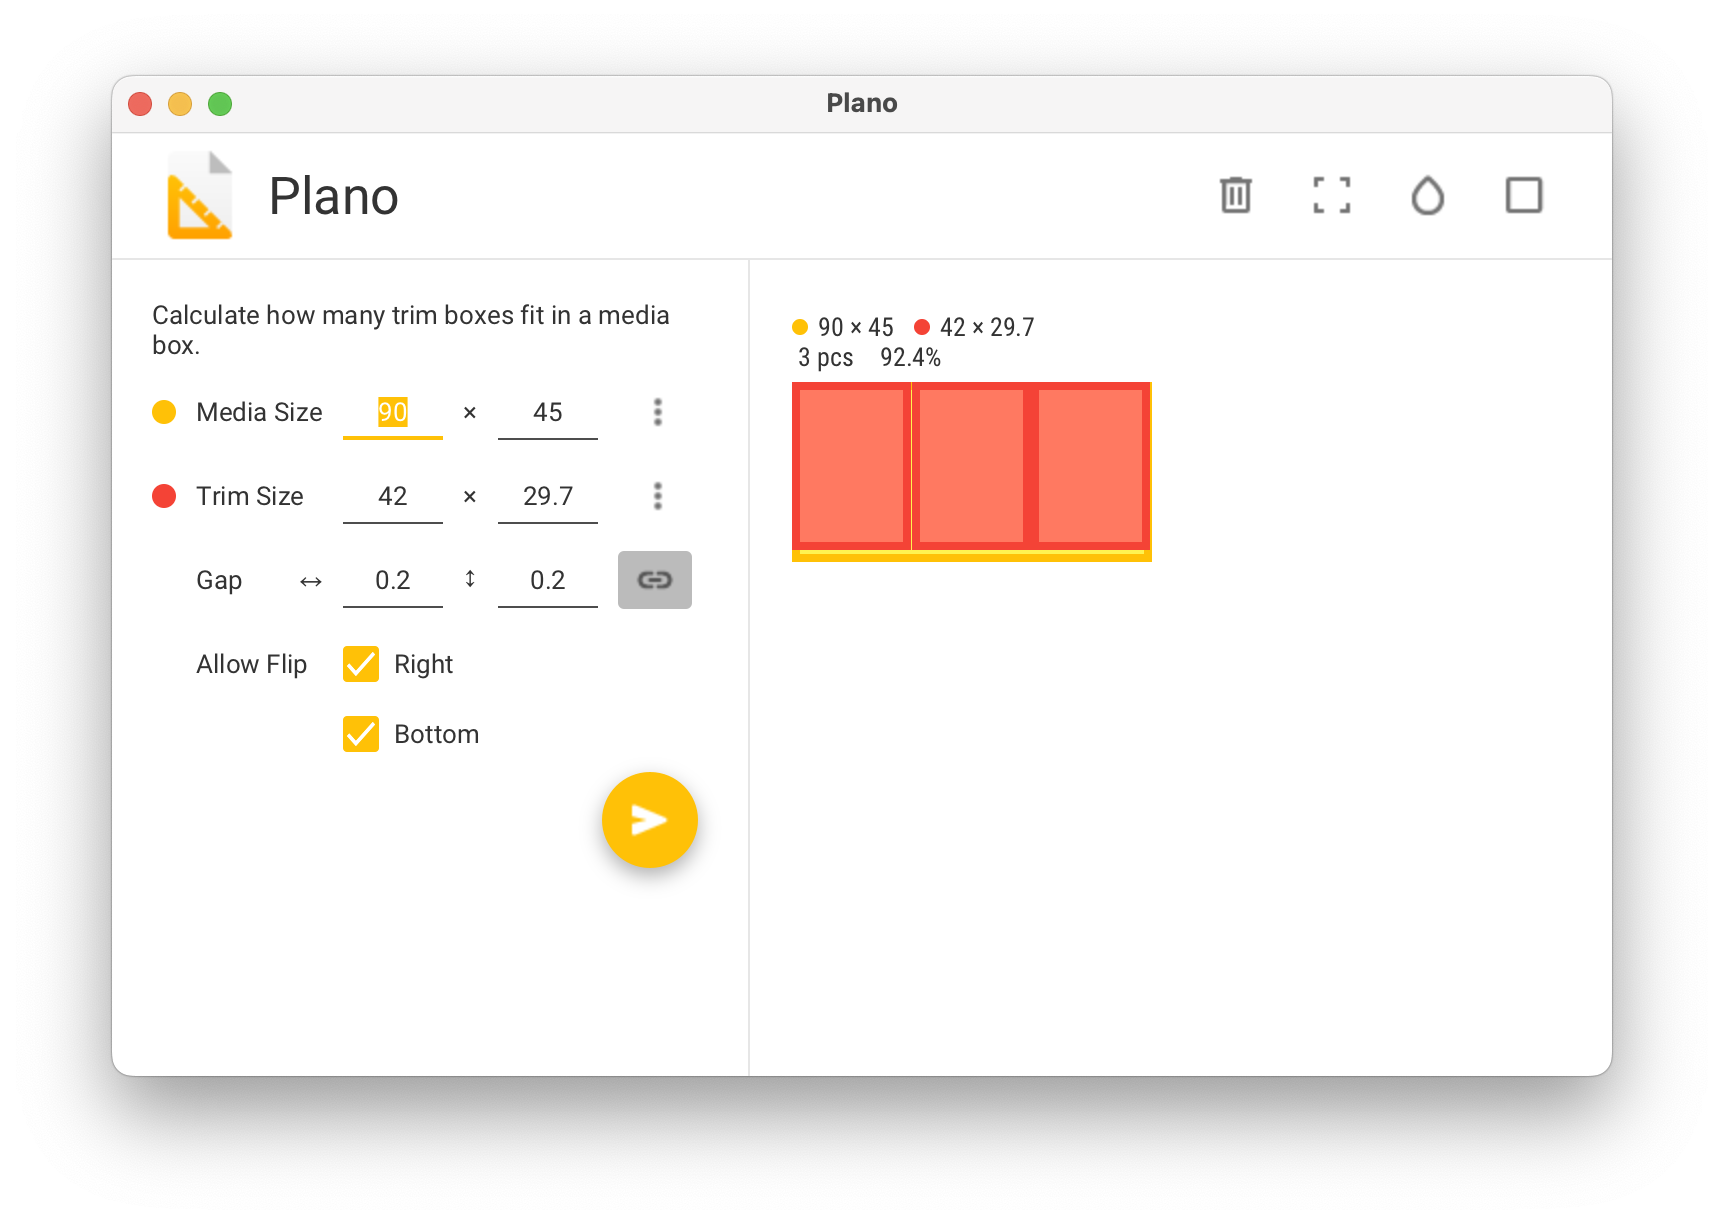 Plano
Plano
Calculate how many trim boxes fit in a media
box.
Media Size 90 × 45
Trim Size 42 × 29.7
Gap ↔ 0.2 ↕ 0.2
Allow Flip Right
Bottom
90 × 45 42 × 29.7
3 pcs 92.4%